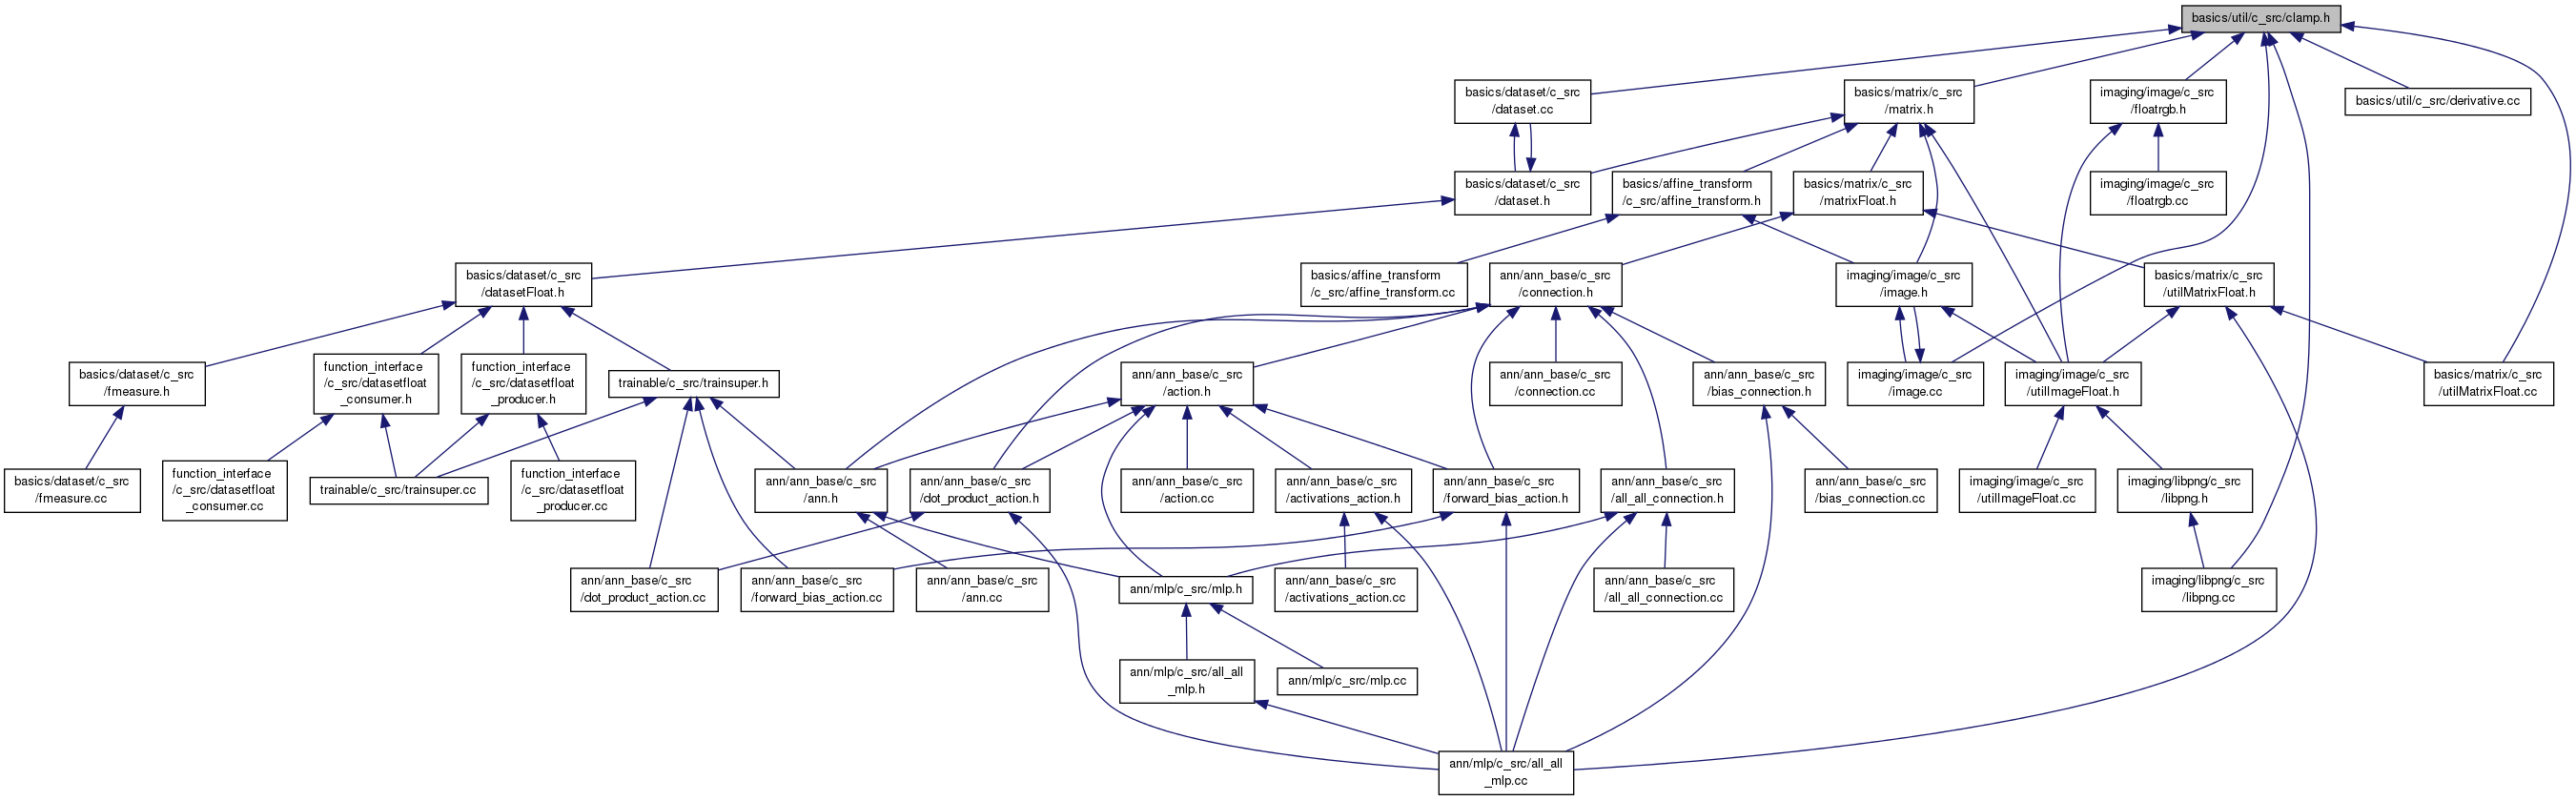 basics/util/c_src/clamp.h
basics/dataset/c_src
/dataset.cc
basics/matrix/c_src
/matrix.h
imaging/image/c_src
/floatrgb.h
basics/util/c_src/derivative.cc
basics/dataset/c_src
/dataset.h
basics/affine_transform
/c_src/affine_transform.h
basics/matrix/c_src
/matrixFloat.h
imaging/image/c_src
/floatrgb.cc
basics/dataset/c_src
/datasetFloat.h
basics/affine_transform
/c_src/affine_transform.cc
ann/ann_base/c_src
/connection.h
imaging/image/c_src
/image.h
basics/matrix/c_src
/utilMatrixFloat.h
basics/dataset/c_src
/fmeasure.h
function_interface
/c_src/datasetfloat
_consumer.h
function_interface
/c_src/datasetfloat
_producer.h
trainable/c_src/trainsuper.h
ann/ann_base/c_src
/action.h
ann/ann_base/c_src
/connection.cc
ann/ann_base/c_src
/bias_connection.h
imaging/image/c_src
/image.cc
imaging/image/c_src
/utilImageFloat.h
basics/matrix/c_src
/utilMatrixFloat.cc
basics/dataset/c_src
/fmeasure.cc
function_interface
/c_src/datasetfloat
_consumer.cc
trainable/c_src/trainsuper.cc
function_interface
/c_src/datasetfloat
_producer.cc
ann/ann_base/c_src
/ann.h
ann/ann_base/c_src
/dot_product_action.h
ann/ann_base/c_src
/action.cc
ann/ann_base/c_src
/activations_action.h
ann/ann_base/c_src
/forward_bias_action.h
ann/ann_base/c_src
/all_all_connection.h
ann/ann_base/c_src
/bias_connection.cc
imaging/image/c_src
/utilImageFloat.cc
imaging/libpng/c_src
/libpng.h
ann/ann_base/c_src
/dot_product_action.cc
ann/ann_base/c_src
/forward_bias_action.cc
ann/ann_base/c_src
/ann.cc
ann/mlp/c_src/mlp.h
ann/ann_base/c_src
/activations_action.cc
ann/ann_base/c_src
/all_all_connection.cc
imaging/libpng/c_src
/libpng.cc
ann/mlp/c_src/all_all
_mlp.h
ann/mlp/c_src/mlp.cc
ann/mlp/c_src/all_all
_mlp.cc